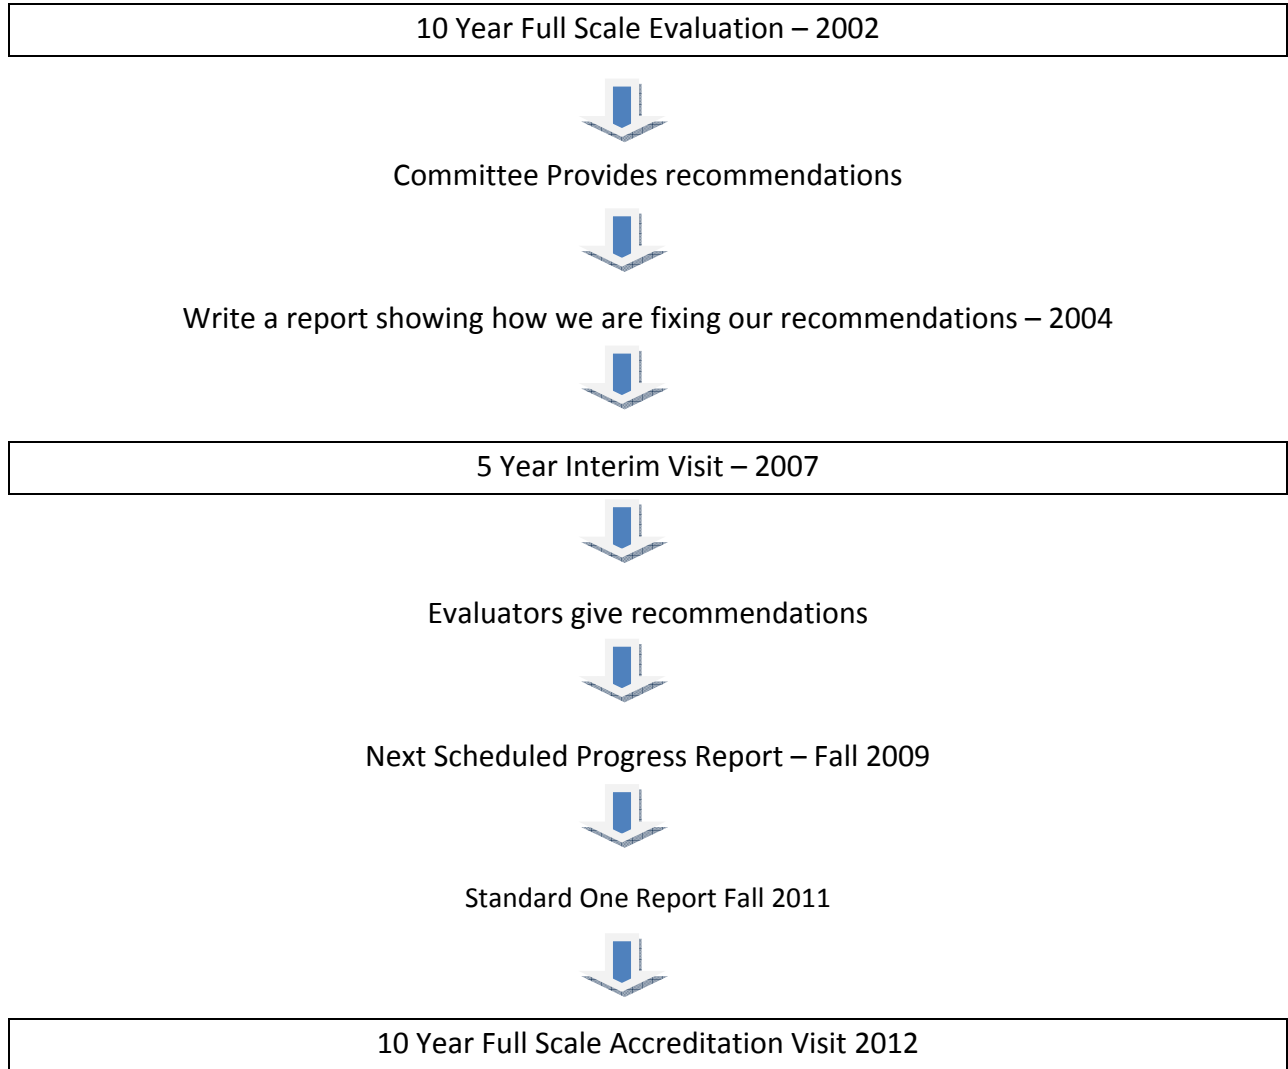 10 Year Full Scale Evaluation – 2002
Committee Provides recommendations
Write a report showing how we are fixing our recommendations – 2004
5 Year Interim Visit – 2007
Evaluators give recommendations
Next Scheduled Progress Report – Fall 2009
Standard One Report Fall 2011
10 Year Full Scale Accreditation Visit 2012